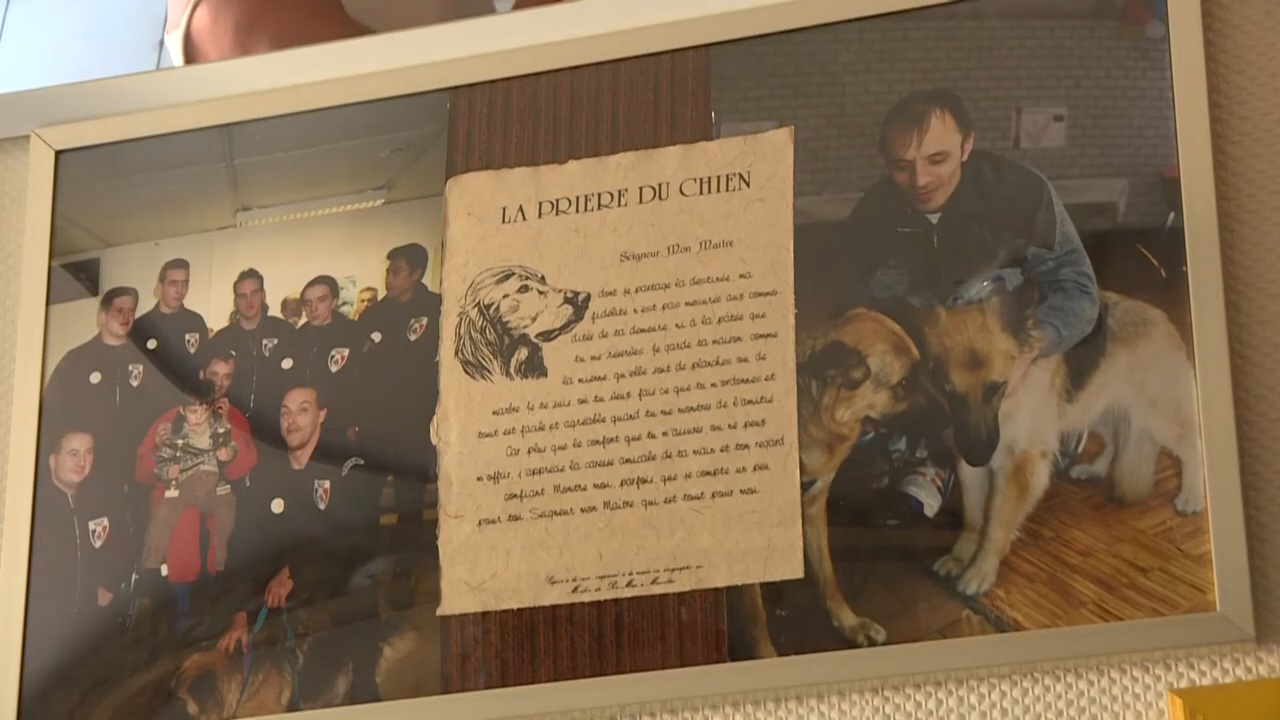 LA PRIERE DU CHIEN
Seigneur, Mon Maitre
dont je partage la destinée, ma
fidélité n'est pas mesurée aux commo-
dités de ta demeure, ni à la pâtée que
tu me réserves. Je garde ta maison, comme
la mienne, qu'elle soit de planches ou de
marbre. Je te suis, où tu veux, fais ce que tu m'ordonnes et
tout est facile et agréable quand tu me montres de l'amitié
Car plus que le confort que tu m'assures, ou ne peux
m'offrir, j'apprécie la caresse amicale de ta main et ton regard
confiant. Montre moi, parfois, que je compte un peu
pour toi, Seigneur mon Maître qui est tout pour moi.